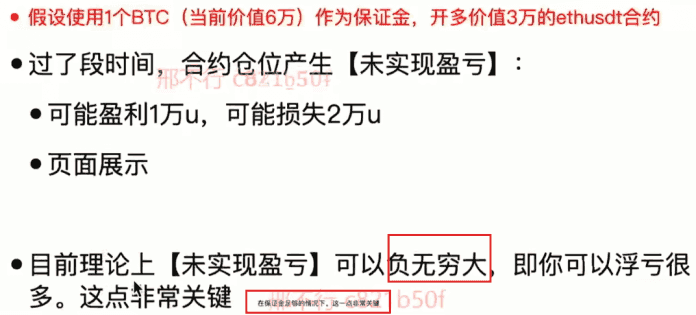 假设使用1个BTC（当前价值6万）作为保证金，开多价值3万的ethusdt合约
过了段时间，合约仓位产生【未实现盈亏】：
邢不行 c821b50f
可能盈利1万u，可能损失2万u
页面展示
目前理论上【未实现盈亏】可以负无穷大，即你可以浮亏很
多。这点非常关键
在保证金足够的情况下，这一点非常关键
邢不行 c821b50f